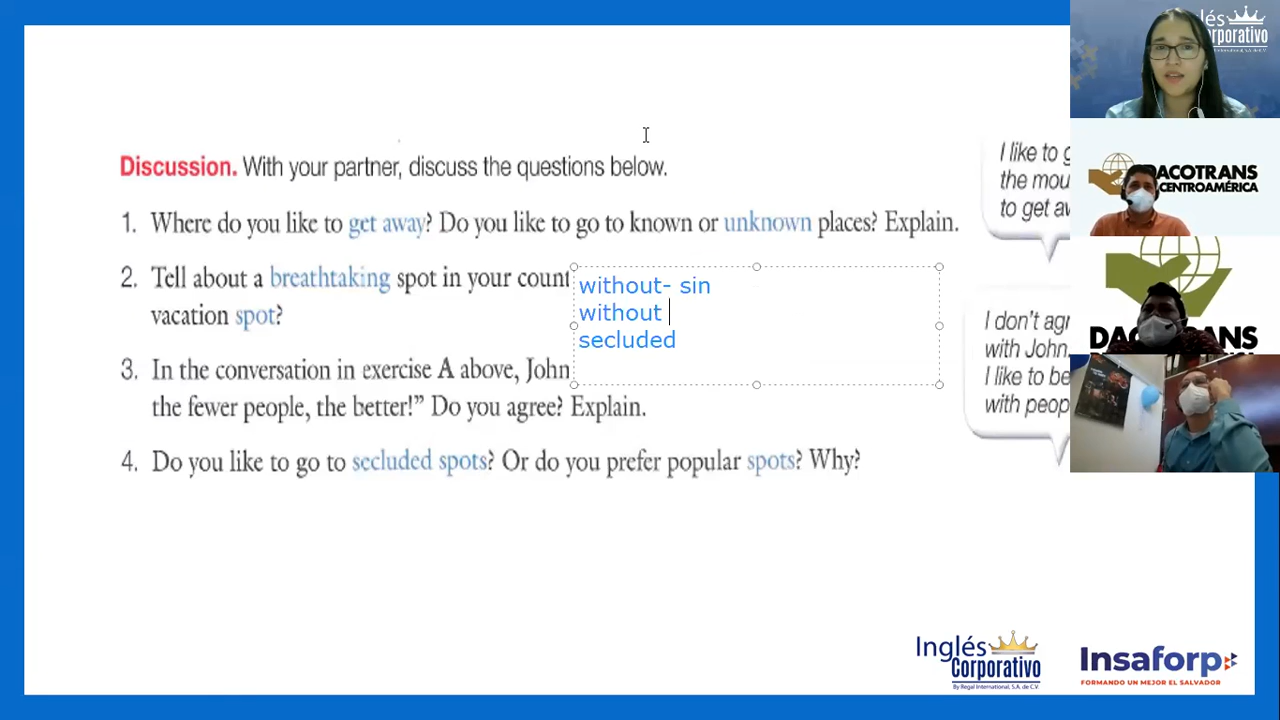 Discussion. With your partner, discuss the questions below.
1. Where do you like to get away? Do you like to go to known or unknown places? Explain.
2. Tell about a breathtaking spot in your count
vacation spot?
3. In the conversation in exercise A above, John
the fewer people, the better!” Do you agree? Explain.
4. Do you like to go to secluded spots? Or do you prefer popular spots? Why?
without- sin
without
secluded
I like to g
the mou
to get aw
I don't agr
with John.
I like to be
with peop
Inglés
Corporativo
By Regal International, S.A. de C.V.
Insaforp
FORMANDO UN MEJOR EL SALVADOR
lés
rporativo
DACOTRANS
CENTROAMÉRICA
DACOTRANS